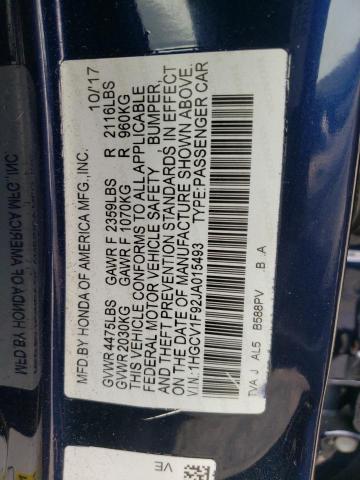 MFD BY HONDA OF AMERICA MFG.,INC. 10/17
GVWR 4475LBS GAWR F 2359LBS R 2116LBS
GVWR 2030KG GAWR F 1070KG R 960KG
THIS VEHICLE CONFORMS TO ALL APPLICABLE
FEDERAL MOTOR VEHICLE SAFETY, BUMPER,
AND THEFT PREVENTION STANDARDS IN EFFECT
ON THE DATE OF MANUFACTURE SHOWN ABOVE.
V.I.N.: 1HGCV1F92JA015493 TYPE:PASSENGER CAR
TVA J AL5 B588PV B A
MFD BY HONDA OF AMERICA MFG., INC
VE